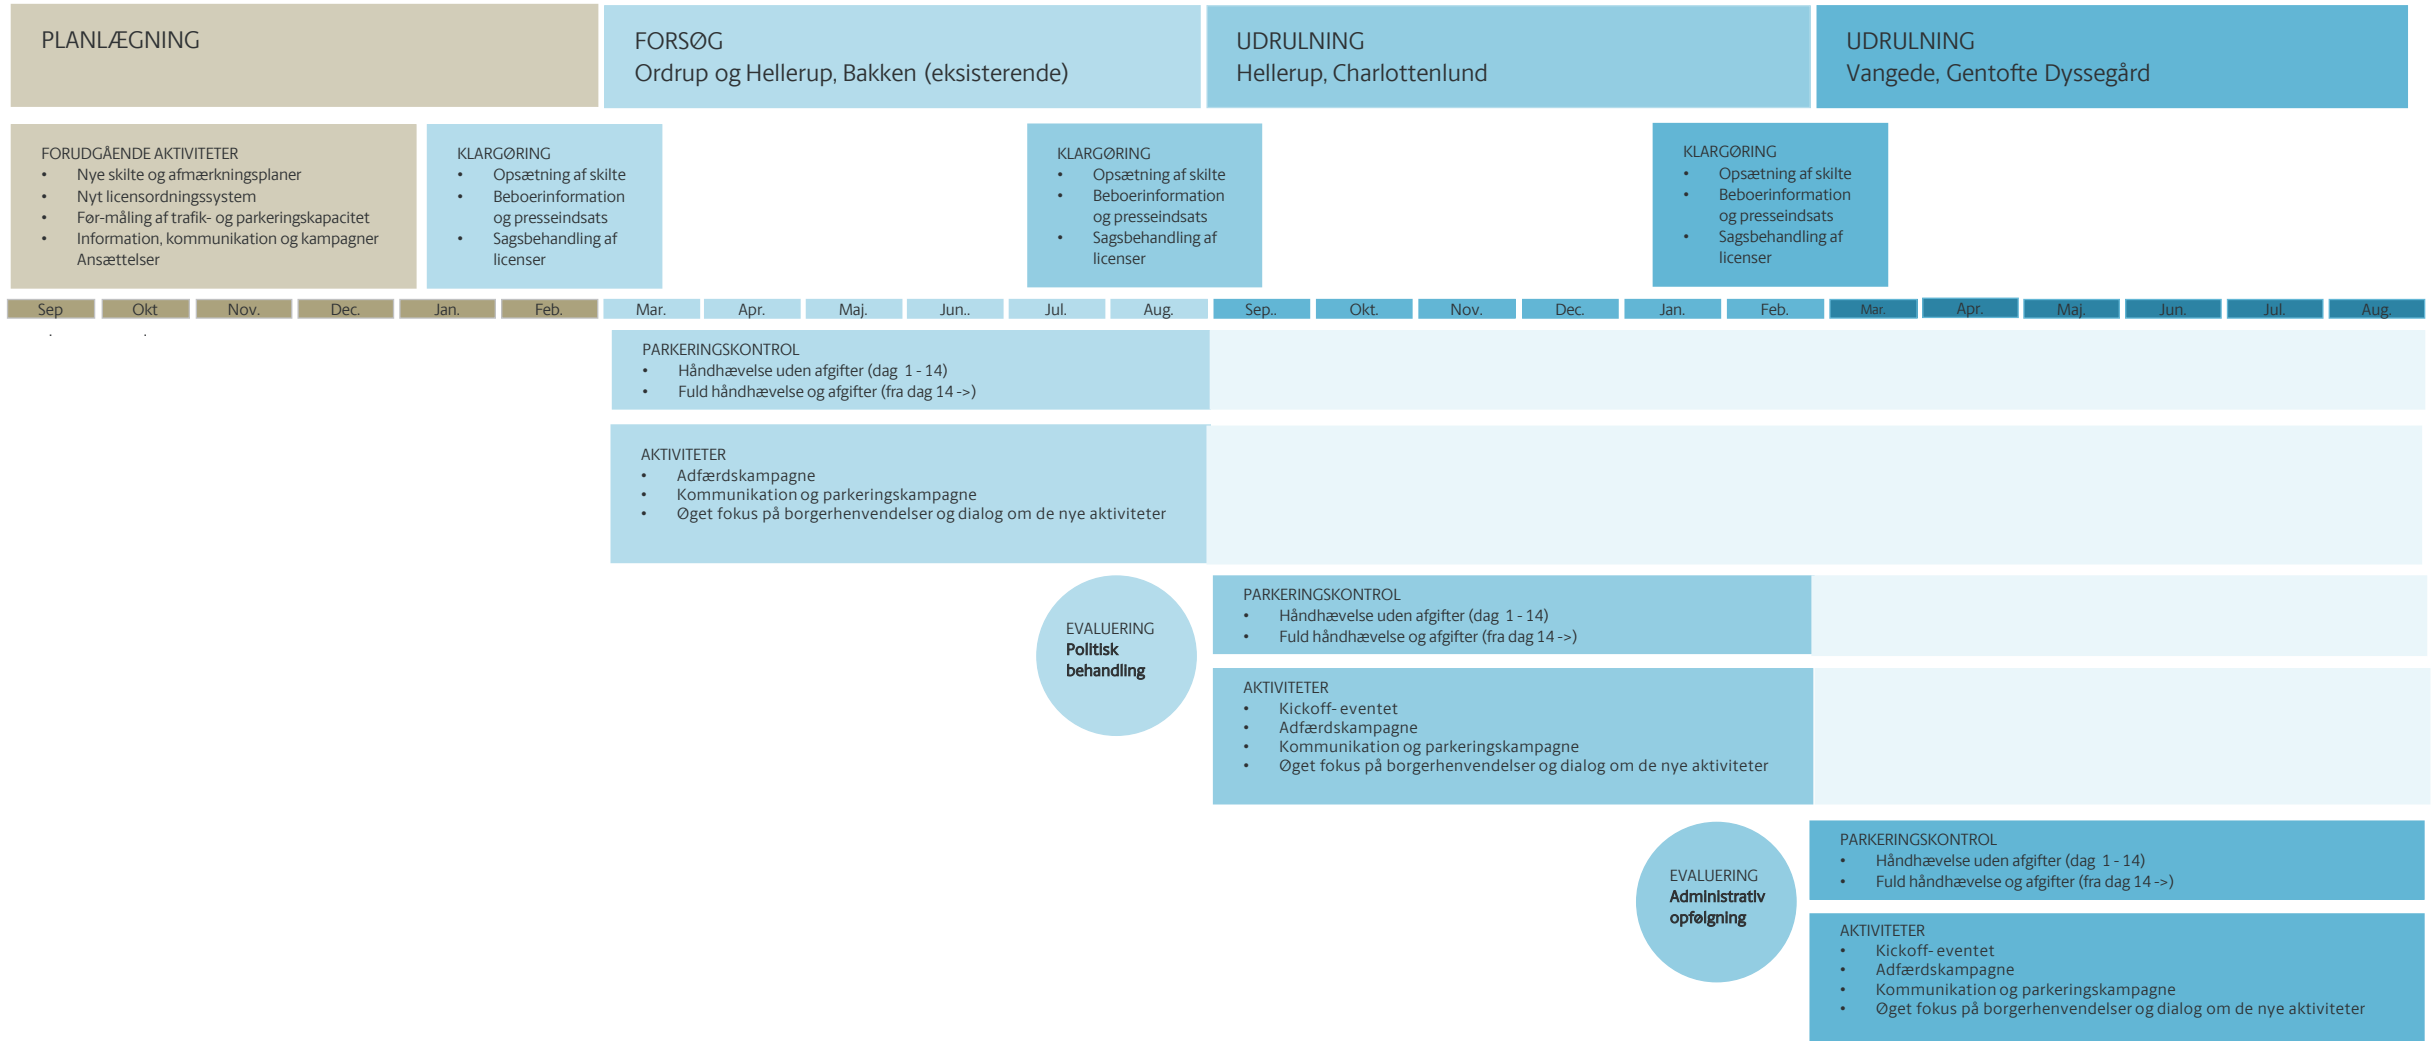 PLANLÆGNING
FORSØG
Ordrup og Hellerup, Bakken (eksisterende)
UDRULNING
Hellerup, Charlottenlund
UDRULNING
Vangede, Gentofte Dyssegård
FORUDGÅENDE AKTIVITETER
• Nye skilte og afmærkningsplaner
• Nyt licensordningssystem
• Før-måling af trafik- og parkeringskapacitet
• Information, kommunikation og kampagner
Ansættelser
KLARGØRING
• Opsætning af skilte
• Beboerinformation
og presseindsats
• Sagsbehandling af
licenser
KLARGØRING
• Opsætning af skilte
• Beboerinformation
og presseindsats
• Sagsbehandling af
licenser
KLARGØRING
• Opsætning af skilte
• Beboerinformation
og presseindsats
• Sagsbehandling af
licenser
Sep Okt Nov. Dec. Jan. Feb. Mar. Apr. Maj. Jun.. Jul. Aug. Sep.. Okt. Nov. Dec. Jan. Feb. Mar. Apr. Maj. Jun. Jul. Aug.
PARKERINGSKONTROL
• Håndhævelse uden afgifter (dag 1 - 14)
• Fuld håndhævelse og afgifter (fra dag 14 ->)
AKTIVITETER
• Adfærdskampagne
• Kommunikation og parkeringskampagne
• Øget fokus på borgerhenvendelser og dialog om de nye aktiviteter
EVALUERING
Politisk
behandling
PARKERINGSKONTROL
• Håndhævelse uden afgifter (dag 1 - 14)
• Fuld håndhævelse og afgifter (fra dag 14 ->)
AKTIVITETER
• Kickoff- eventet
• Adfærdskampagne
• Kommunikation og parkeringskampagne
• Øget fokus på borgerhenvendelser og dialog om de nye aktiviteter
EVALUERING
Administrativ
opfølgning
PARKERINGSKONTROL
• Håndhævelse uden afgifter (dag 1 - 14)
• Fuld håndhævelse og afgifter (fra dag 14 ->)
AKTIVITETER
• Kickoff- eventet
• Adfærdskampagne
• Kommunikation og parkeringskampagne
• Øget fokus på borgerhenvendelser og dialog om de nye aktiviteter